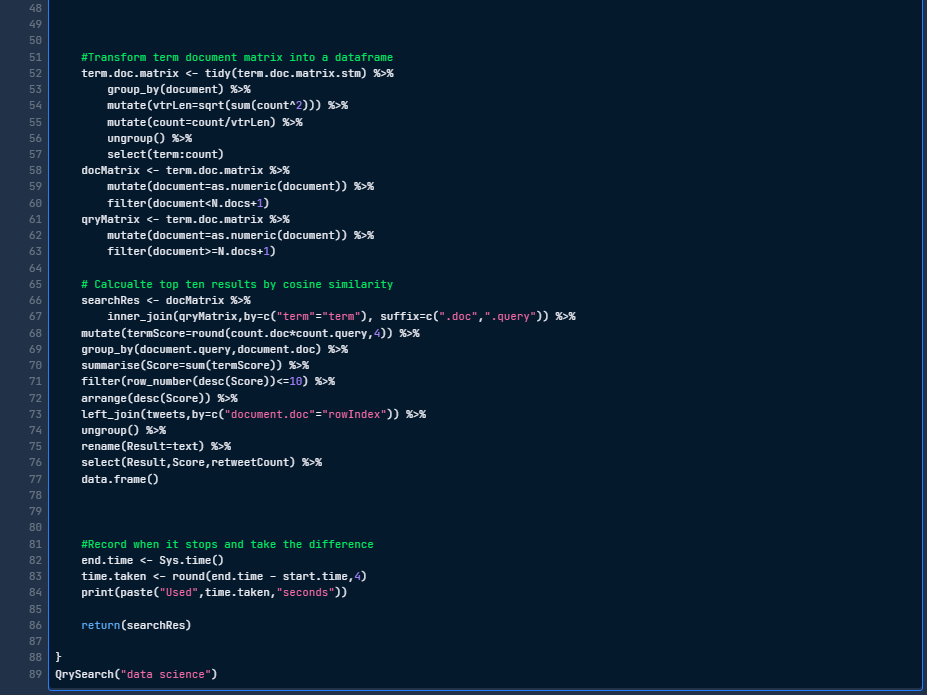 48
49
50
51 #Transform term document matrix into a dataframe
52 term.doc.matrix <- tidy(term.doc.matrix.stm) %>%
53 group_by(document) %>%
54 mutate(vtrLen=sqrt(sum(count^2))) %>%
55 mutate(count=count/vtrLen) %>%
56 ungroup() %>%
57 select(term:count)
58 docMatrix <- term.doc.matrix %>%
59 mutate(document=as.numeric(document)) %>%
60 filter(document<N.docs+1)
61 qryMatrix <- term.doc.matrix %>%
62 mutate(document=as.numeric(document)) %>%
63 filter(document>=N.docs+1)
64
65 # Calcualte top ten results by cosine similarity
66 searchRes <- docMatrix %>%
67 inner_join(qryMatrix,by=c("term"="term"), suffix=c(".doc",".query")) %>%
68 mutate(termScore=round(count.doc*count.query,4)) %>%
69 group_by(document.query,document.doc) %>%
70 summarise(Score=sum(termScore)) %>%
71 filter(row_number(desc(Score))<=10) %>%
72 arrange(desc(Score)) %>%
73 left_join(tweets,by=c("document.doc"="rowIndex")) %>%
74 ungroup() %>%
75 rename(Result=text) %>%
76 select(Result,Score,retweetCount) %>%
77 data.frame()
78
79
80
81 #Record when it stops and take the difference
82 end.time <- Sys.time()
83 time.taken <- round(end.time - start.time,4)
84 print(paste("Used",time.taken,"seconds"))
85
86 return(searchRes)
87
88 }
89 QrySearch("data science")